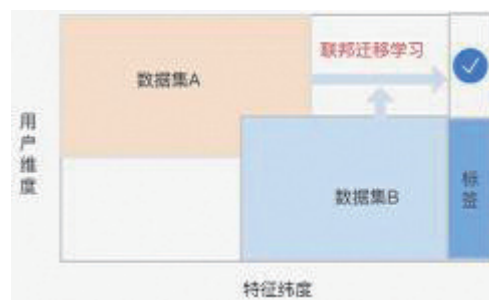 联邦迁移学习
数据集A
用户维度
数据集B
标签
特征纬度